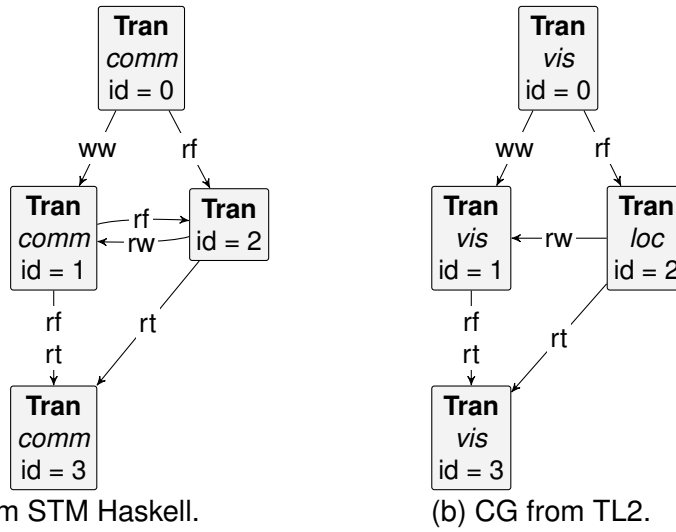 Tran
comm
id = 0
ww
rf
Tran
comm
id = 1
rf
rw
Tran
id = 2
rf
rt
rt
Tran
comm
id = 3
m STM Haskell.
Tran
vis
id = 0
ww
rf
Tran
vis
id = 1
rw
Tran
loc
id = 2
rf
rt
rt
Tran
vis
id = 3
(b) CG from TL2.